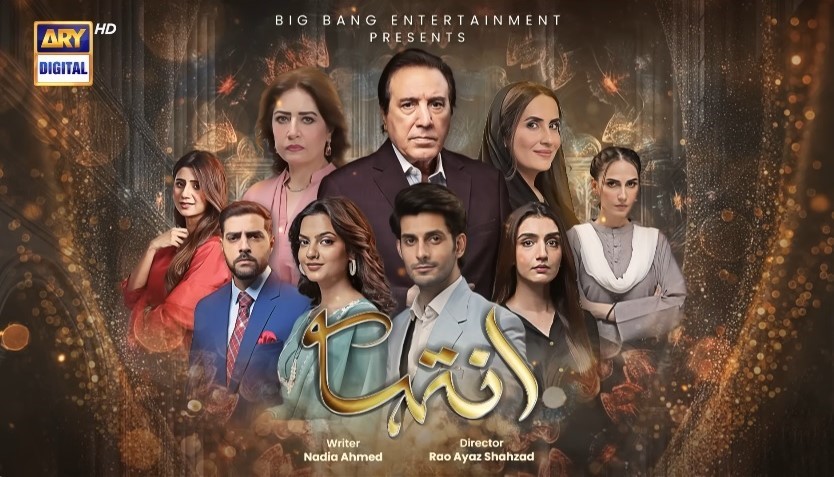 ARY HD
DIGITAL
BIG BANG ENTERTAINMENT
PRESENTS
انتہا
Writer
Nadia Ahmed
Director
Rao Ayaz Shahzad